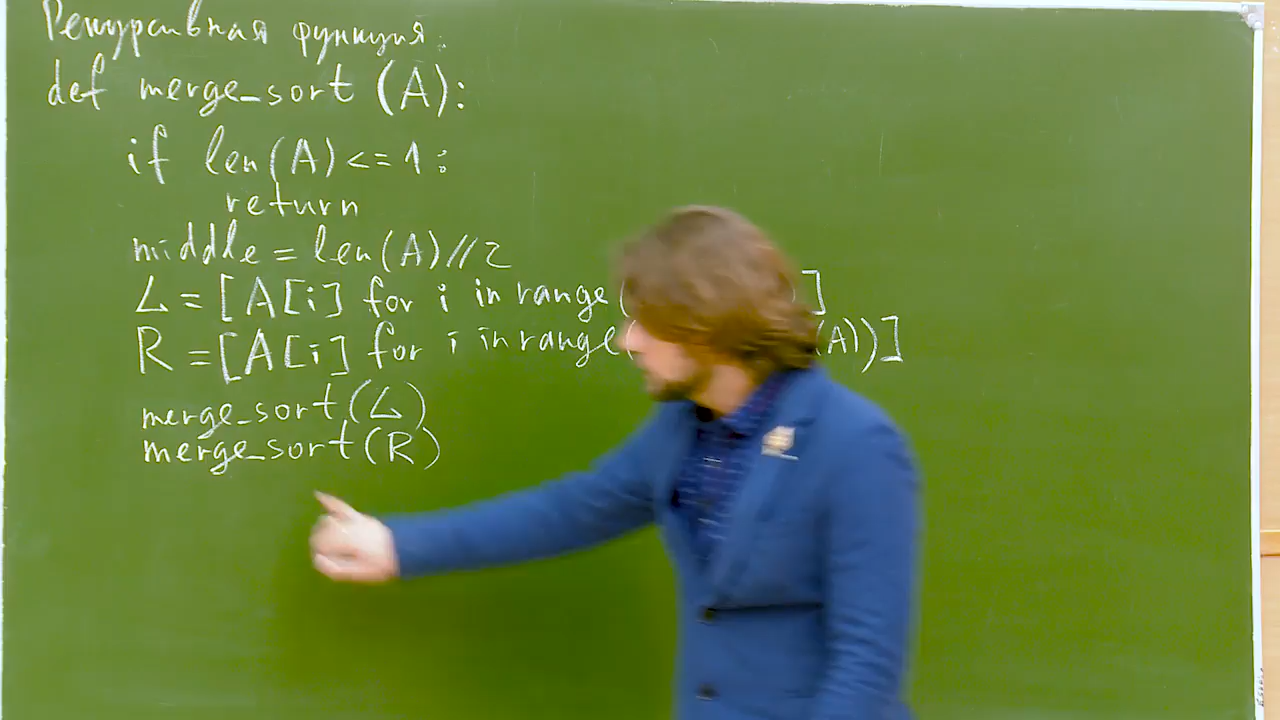 Рекурсивная функция:
def merge_sort (A):
if len(A) <= 1:
return
middle = len(A)//2
L = [A[i] for i in range( ]
R = [A[i] for i in range( (A))]
merge_sort(L)
merge_sort(R)